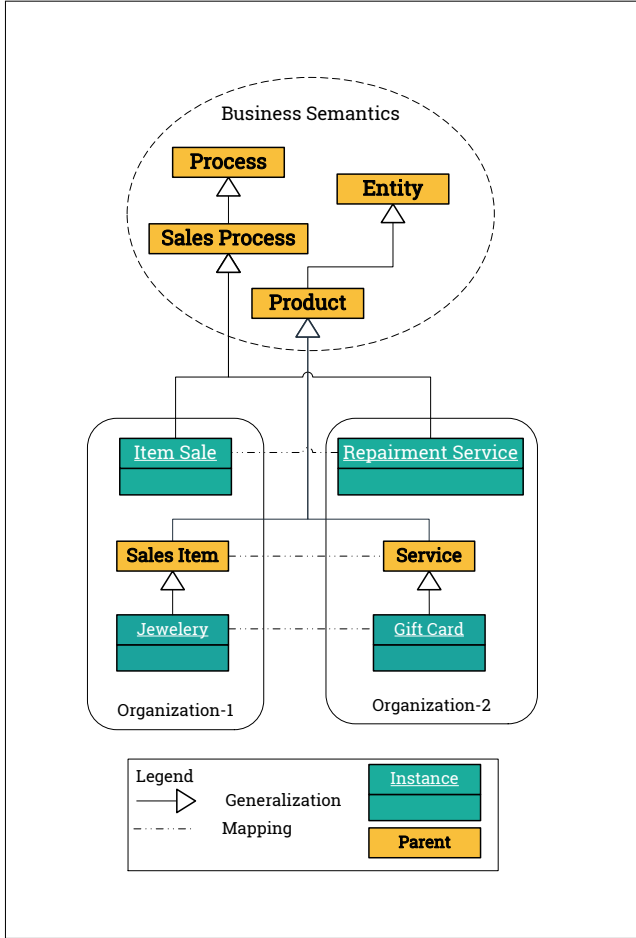 Business Semantics
Process
Entity
Sales Process
Product
Item Sale
Repairment Service
Sales Item
Service
Jewelery
Gift Card
Organization-1
Organization-2
Legend
Instance
Generalization
Mapping
Parent